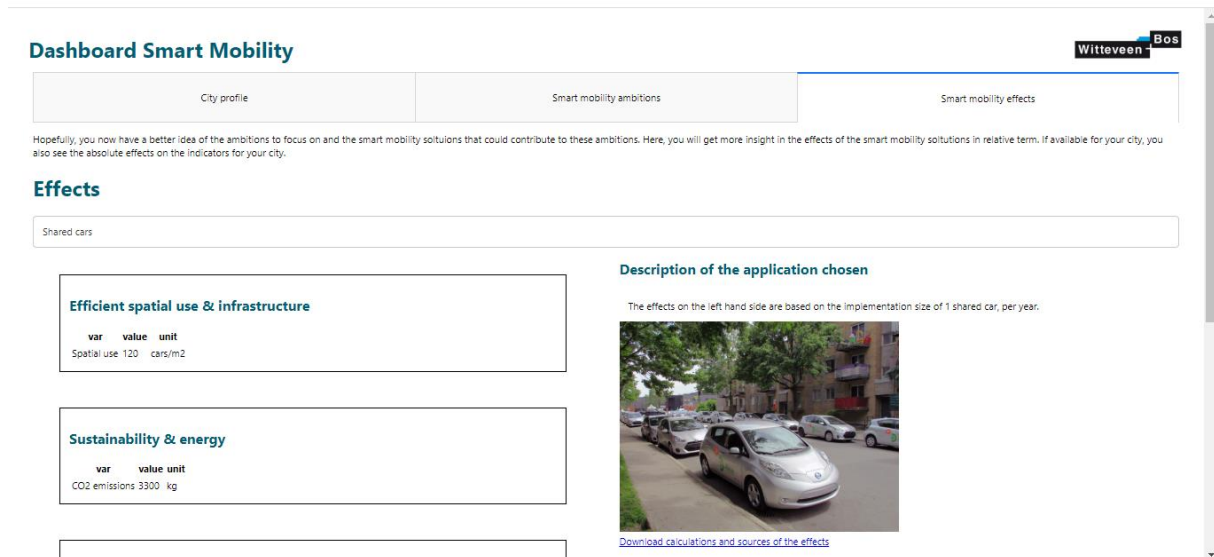 Dashboard Smart Mobility
Witteveen
Bos
City profile
Smart mobility ambitions
Smart mobility effects
Hopefully, you now have a better idea of the ambitions to focus on and the smart mobility soltuions that could contribute to these ambitions. Here, you will get more insight in the effects of the smart mobility soltutions in relative term. If available for your city, you
also see the absolute effects on the indicators for your city.
Effects
Shared cars
Efficient spatial use & infrastructure
var value unit
Spatial use 120 cars/m2
Sustainability & energy
var value unit
CO2 emissions 3300 kg
Description of the application chosen
The effects on the left hand side are based on the implementation size of 1 shared car, per year.
Download calculations and sources of the effects